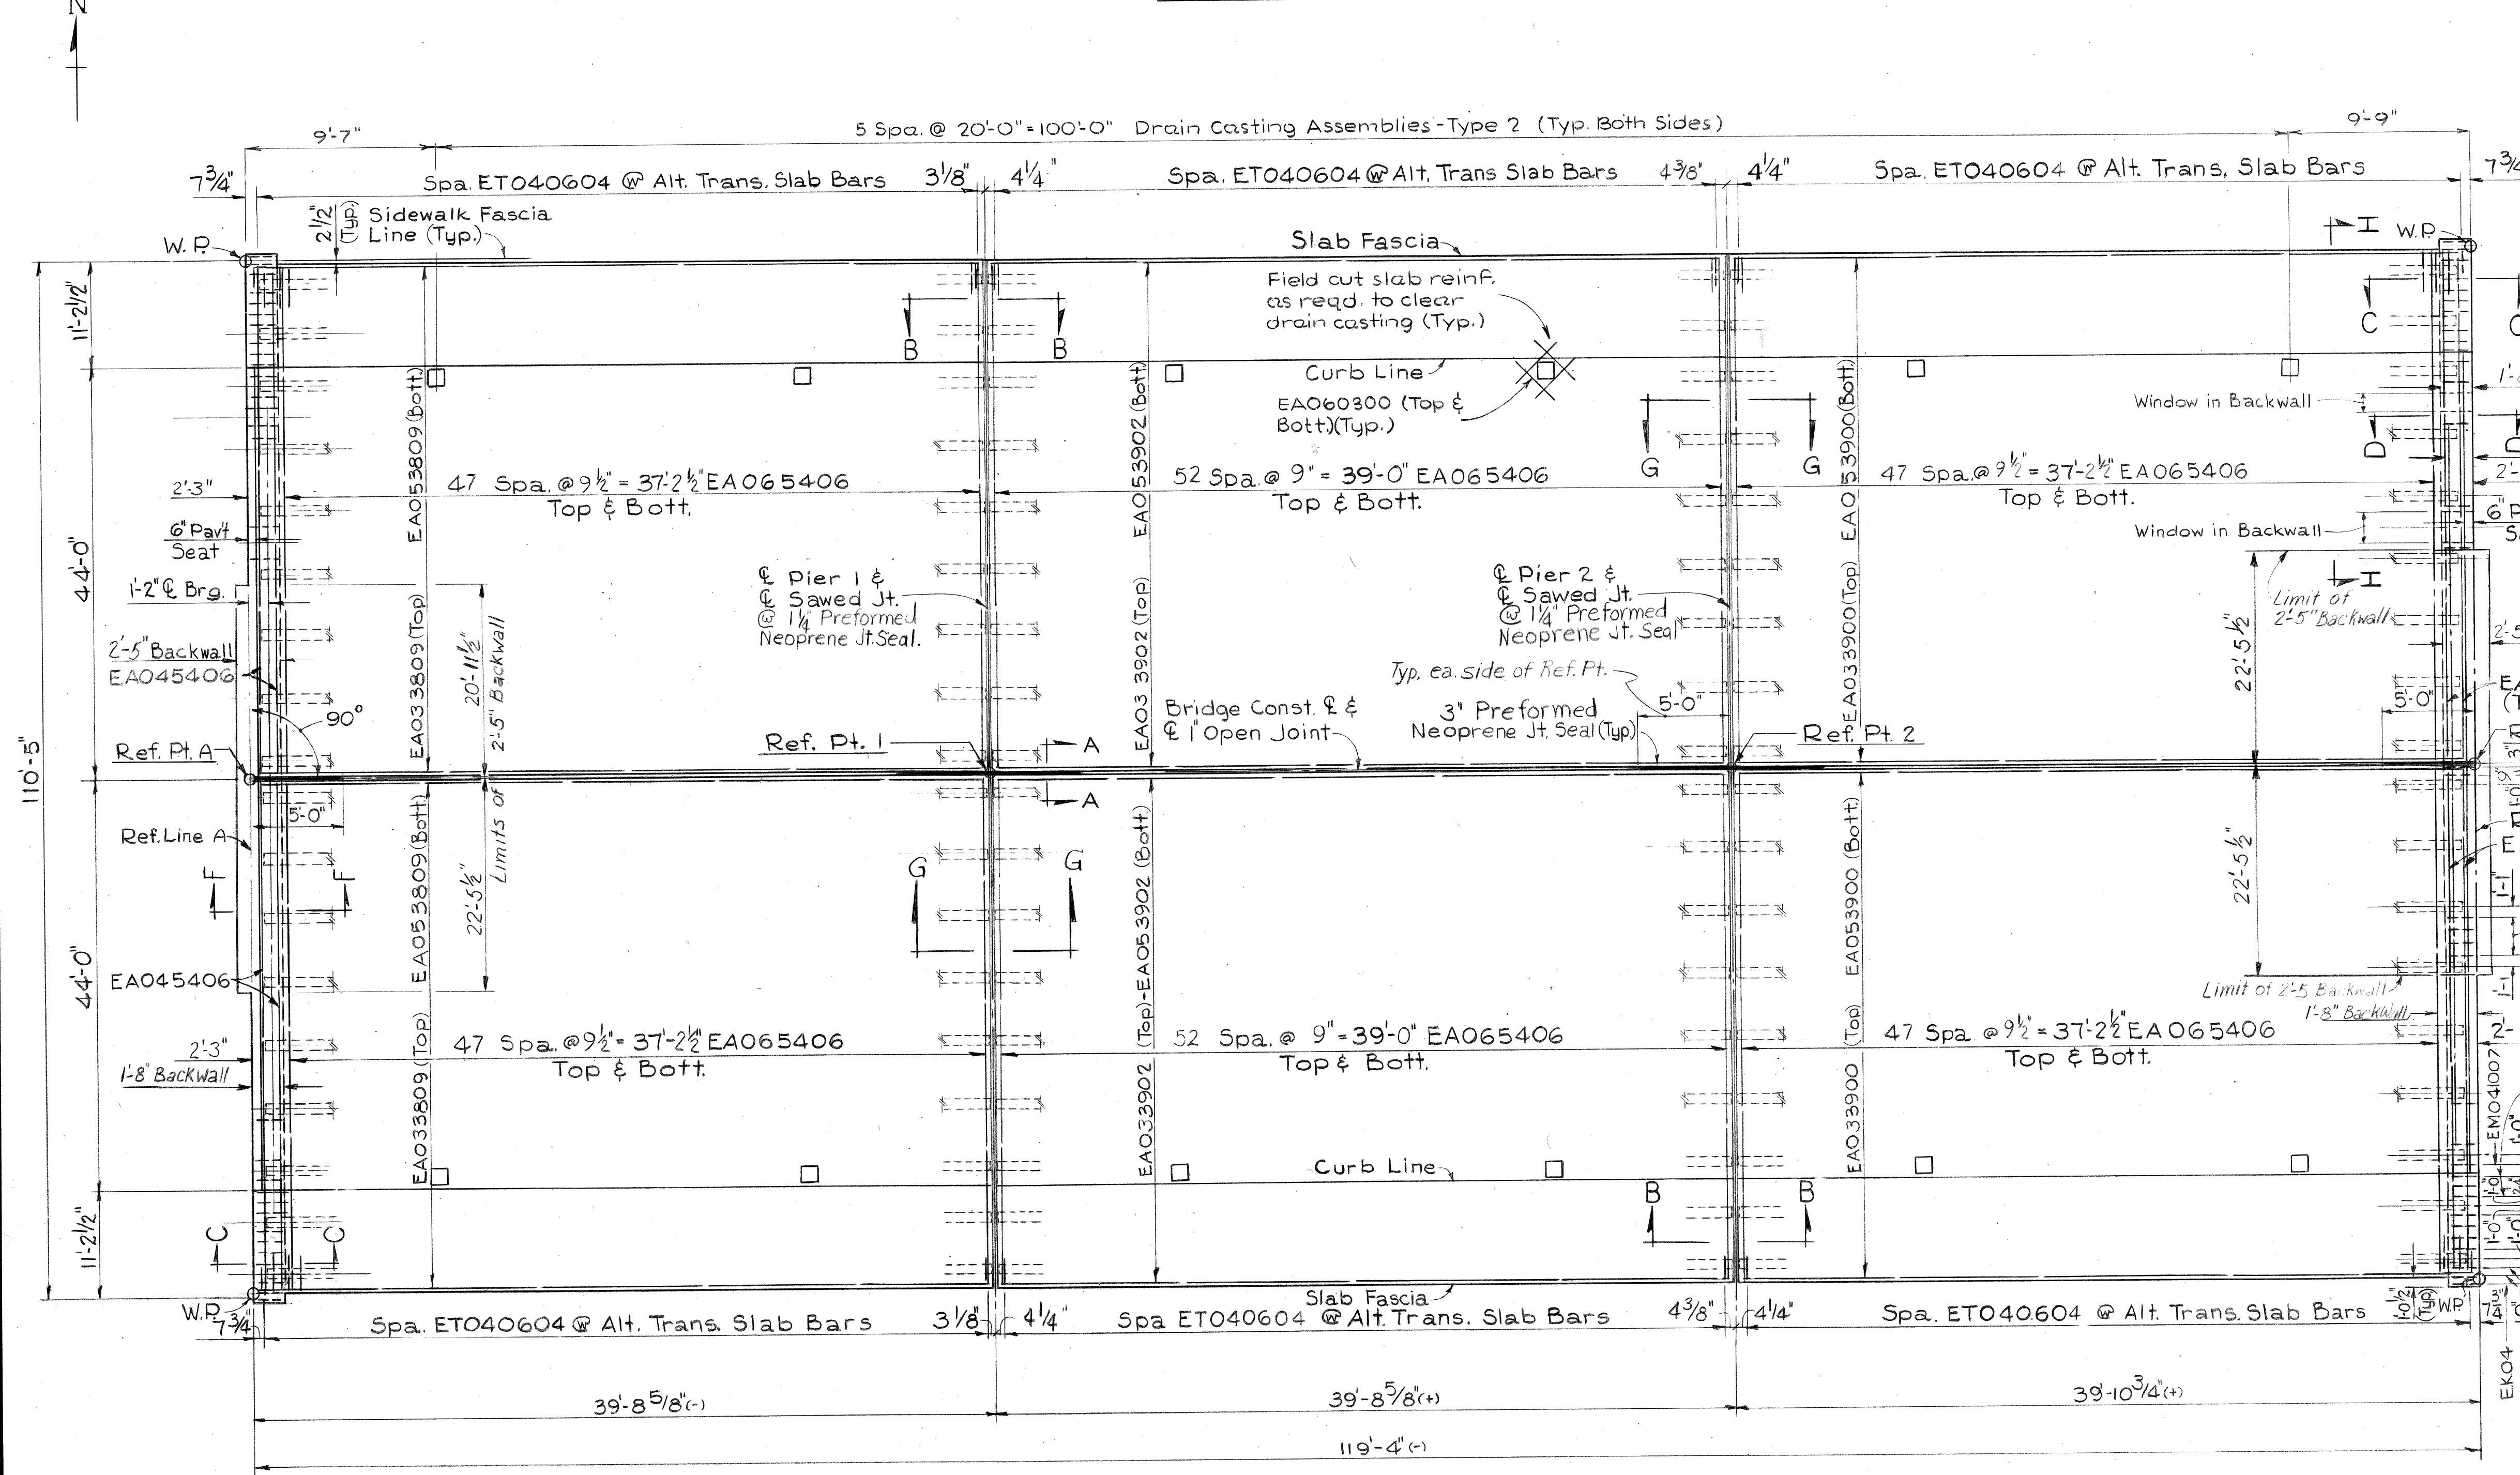 N
5 Spa. @ 20'-0" = 100'-0" Drain Casting Assemblies - Type 2 (Typ. Both Sides)
9'-7"
9'-9"
7 3/4"
Spa. ET040604 @ Alt. Trans. Slab Bars
3 1/8"
4 1/4"
Spa. ET040604 @ Alt. Trans Slab Bars
4 3/8"
4 1/4"
Spa. ET040604 @ Alt. Trans. Slab Bars
2 1/2"
(Typ.)
Sidewalk Fascia
Line (Typ.)
W.P.
Slab Fascia
I
W.P.
11'-2 1/2"
Field cut slab reinf.
as reqd. to clear
drain casting (Typ.)
B
B
C
Curb Line
EA060300 (Top &
Bott.)(Typ.)
Window in Backwall
G
G
D
EA053809 (Bott.)
EA053902 (Bott.)
EA053900 (Bott.)
2'-3"
47 Spa. @ 9 1/2" = 37'-2 1/2" EA065406
Top & Bott.
52 Spa. @ 9" = 39'-0" EA065406
Top & Bott.
47 Spa. @ 9 1/2" = 37'-2 1/2" EA065406
Top & Bott.
6" Pav't
Seat
Window in Backwall
44'-0"
1'-2" ℄ Brg.
℄ Pier 1 &
℄ Sawed Jt.
@ 1 1/4" Preformed
Neoprene Jt. Seal.
℄ Pier 2 &
℄ Sawed Jt.
@ 1 1/4" Preformed
Neoprene Jt. Seal
I
Limit of
2'-5" Backwall
2'-5" Backwall
EA045406
EA033809 (Top)
20'-11 1/2"
Limits of 2'-5" Backwall
EA033902 (Top)
EA033900 (Top)
22'-5 1/2"
Typ. ea. side of Ref. Pt.
90°
Bridge Const. ℄ &
℄ 1" Open Joint
3" Preformed
Neoprene Jt. Seal (Typ.)
5'-0"
5'-0"
110'-5"
Ref. Pt. A
Ref. Pt. 1
A
Ref. Pt. 2
A
5'-0"
Ref. Line A
F
F
EA053809 (Bott.)
22'-5 1/2"
G
G
EA033902 (Top)-EA053902 (Bott.)
EA053900 (Bott.)
22'-5 1/2"
E
1'-1"
44'-0"
EA045406
Limit of 2'-5 Backwall
1'-8" Backwall
1'-1"
2'-3"
1'-8" Backwall
EA033809 (Top)
47 Spa. @ 9 1/2" = 37'-2 1/2" EA065406
Top & Bott.
52 Spa. @ 9" = 39'-0" EA065406
Top & Bott.
EA033900 (Top)
47 Spa @ 9 1/2" = 37'-2 1/2" EA065406
Top & Bott.
EM041007
Curb Line
B
B
11'-2 1/2"
C
C
1'-0"
1'-0"
W.P.
7 3/4"
Spa. ET040604 @ Alt. Trans. Slab Bars
3 1/8"
4 1/4"
Slab Fascia
Spa ET040604 @ Alt. Trans. Slab Bars
4 3/8"
4 1/4"
Spa. ET040604 @ Alt. Trans. Slab Bars
(Typ)
W.P.
7 3/4"
EK04
39'-8 5/8"(-)
39'-8 5/8"(+)
39'-10 3/4"(+)
119'-4"(-)